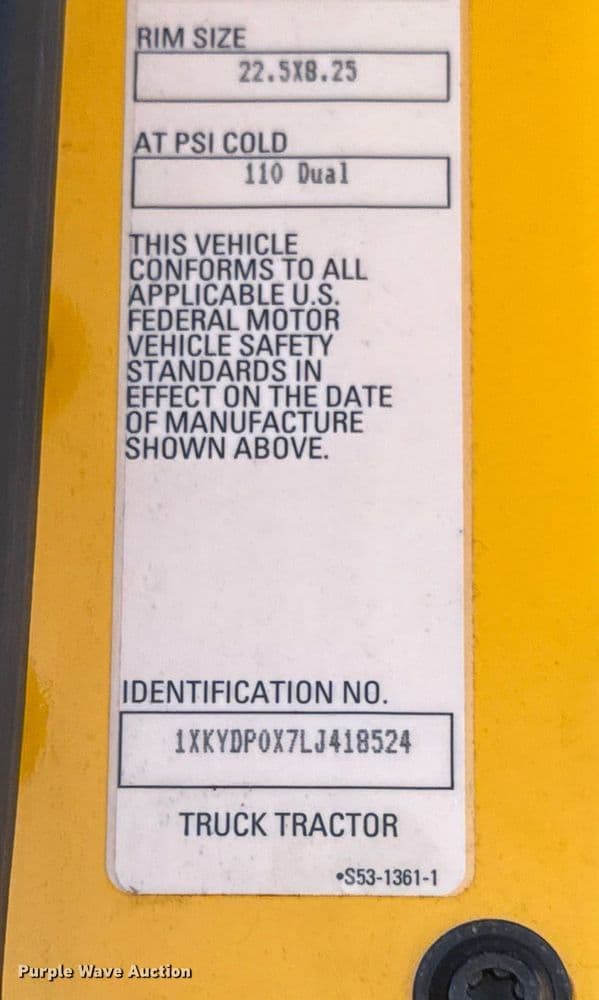 RIM SIZE
22.5X8.25
AT PSI COLD
110 Dual
THIS VEHICLE
CONFORMS TO ALL
APPLICABLE U.S.
FEDERAL MOTOR
VEHICLE SAFETY
STANDARDS IN
EFFECT ON THE DATE
OF MANUFACTURE
SHOWN ABOVE.
IDENTIFICATION NO.
1XKYDP0X7LJ418524
TRUCK TRACTOR
•S53-1361-1
Purple Wave Auction